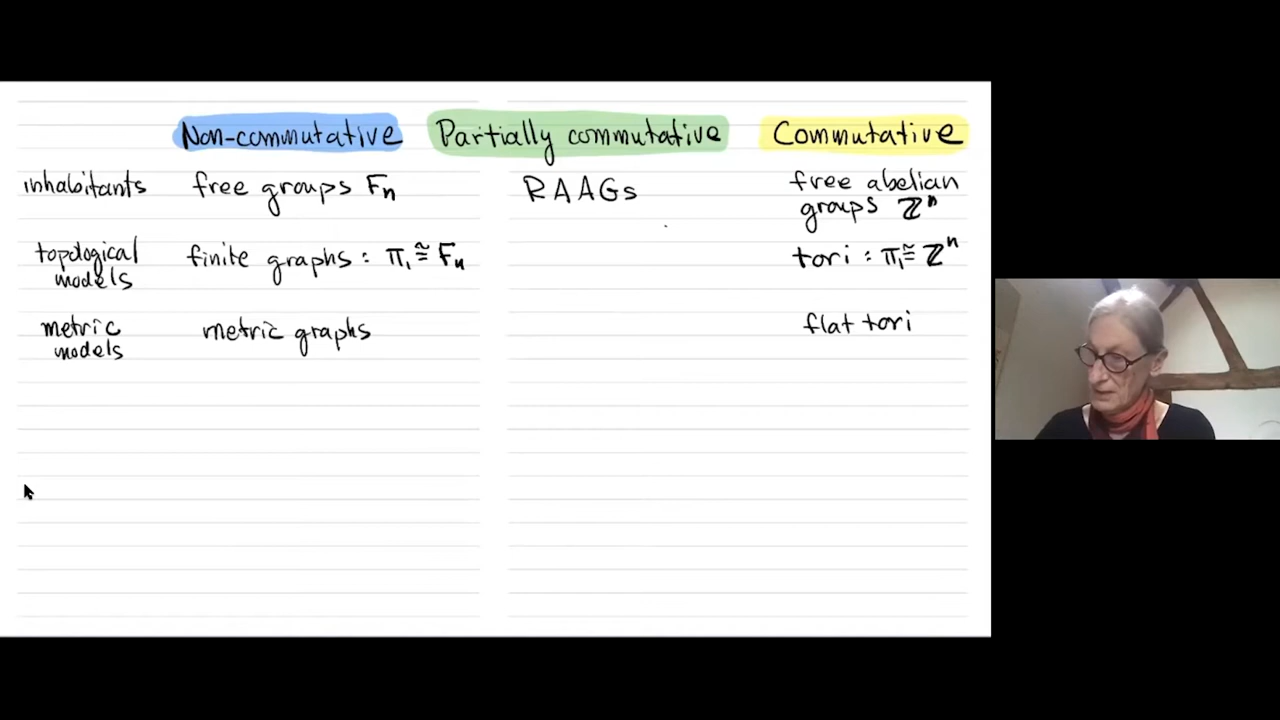 Non-commutative Partially commutative Commutative
inhabitants free groups Fn RAAGs free abelian
groups ℤⁿ
topological finite graphs : π₁ ≅ Fn tori : π₁ ≅ ℤⁿ
models
metric metric graphs flat tori
models